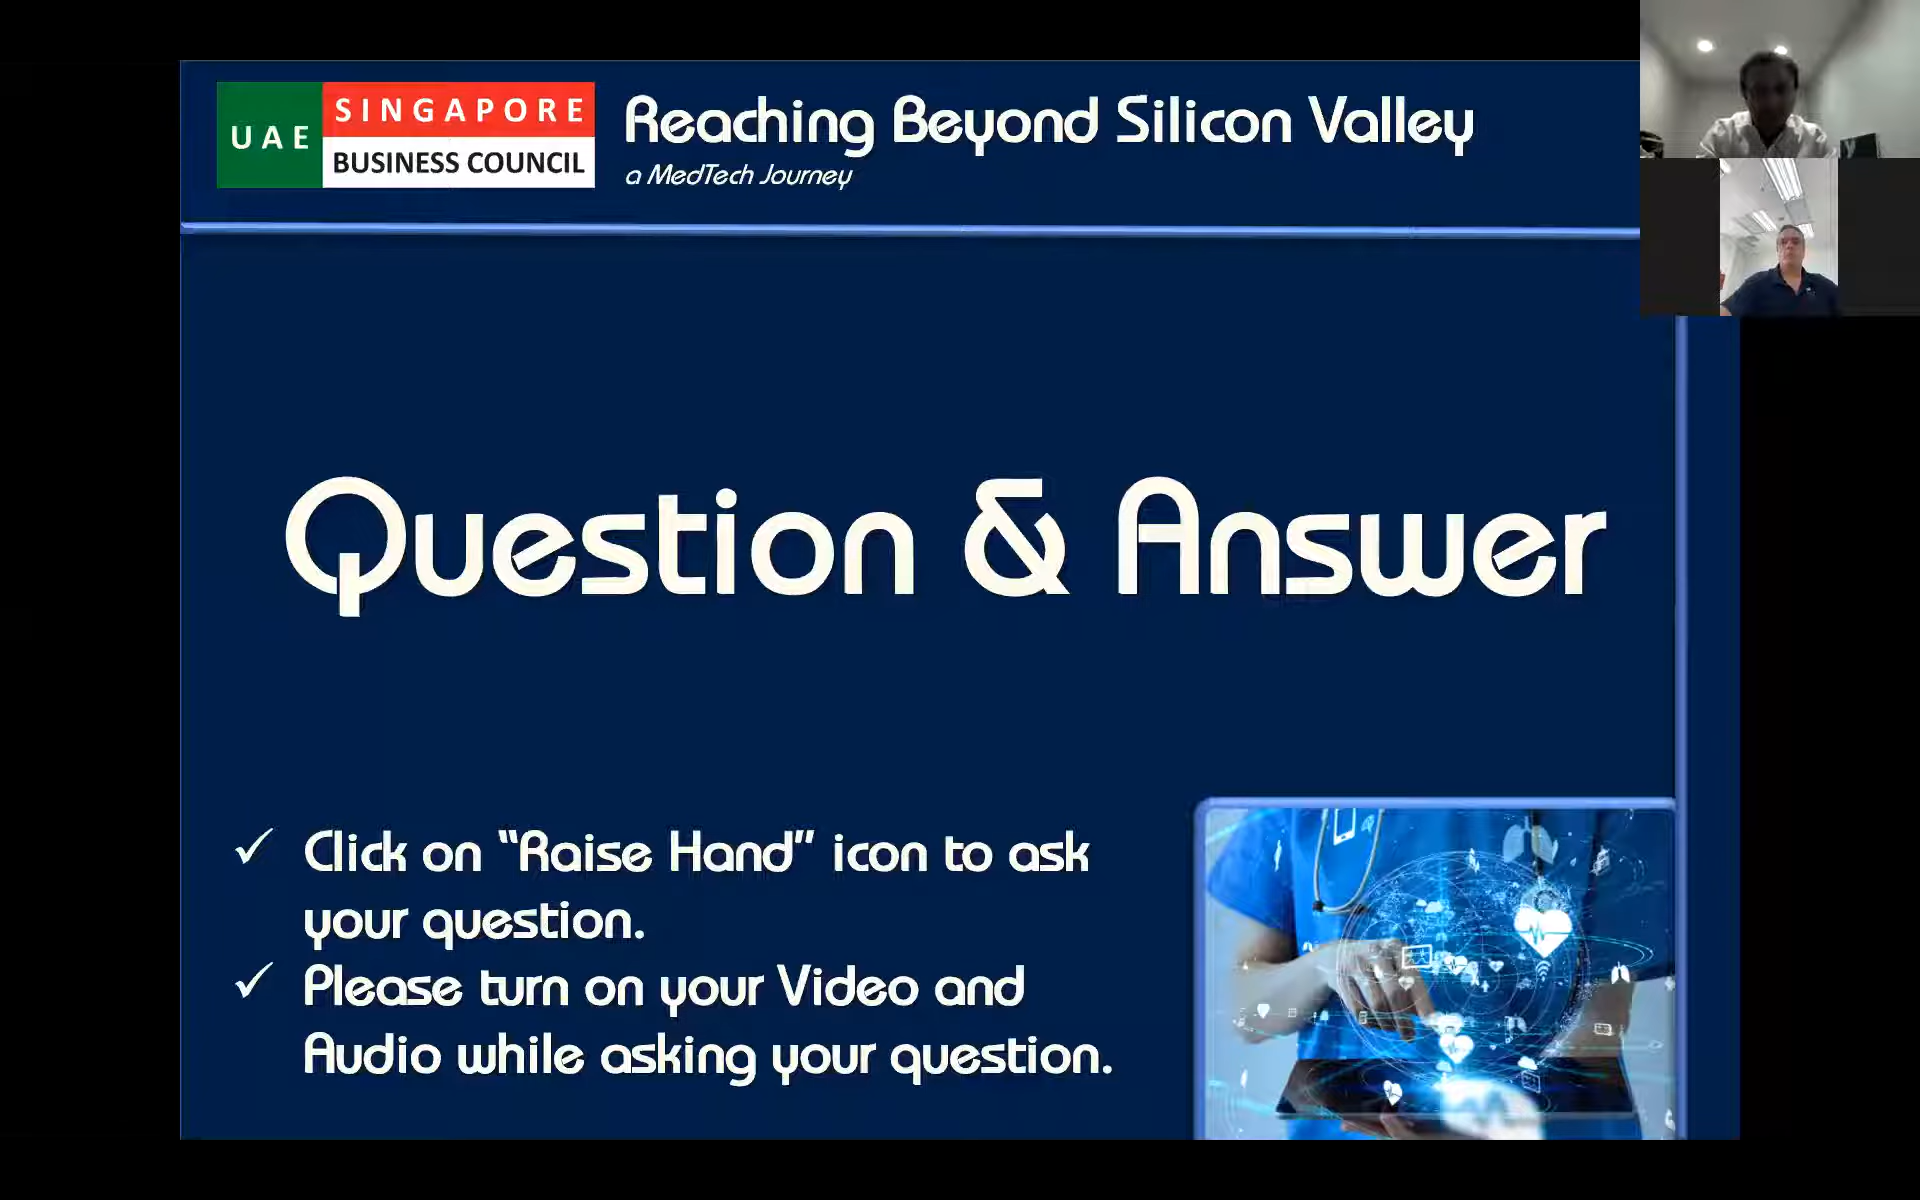 UAE
SINGAPORE
BUSINESS COUNCIL
Reaching Beyond Silicon Valley
a MedTech Journey
Question & Answer
✓ Click on “Raise Hand” icon to ask
your question.
✓ Please turn on your Video and
Audio while asking your question.